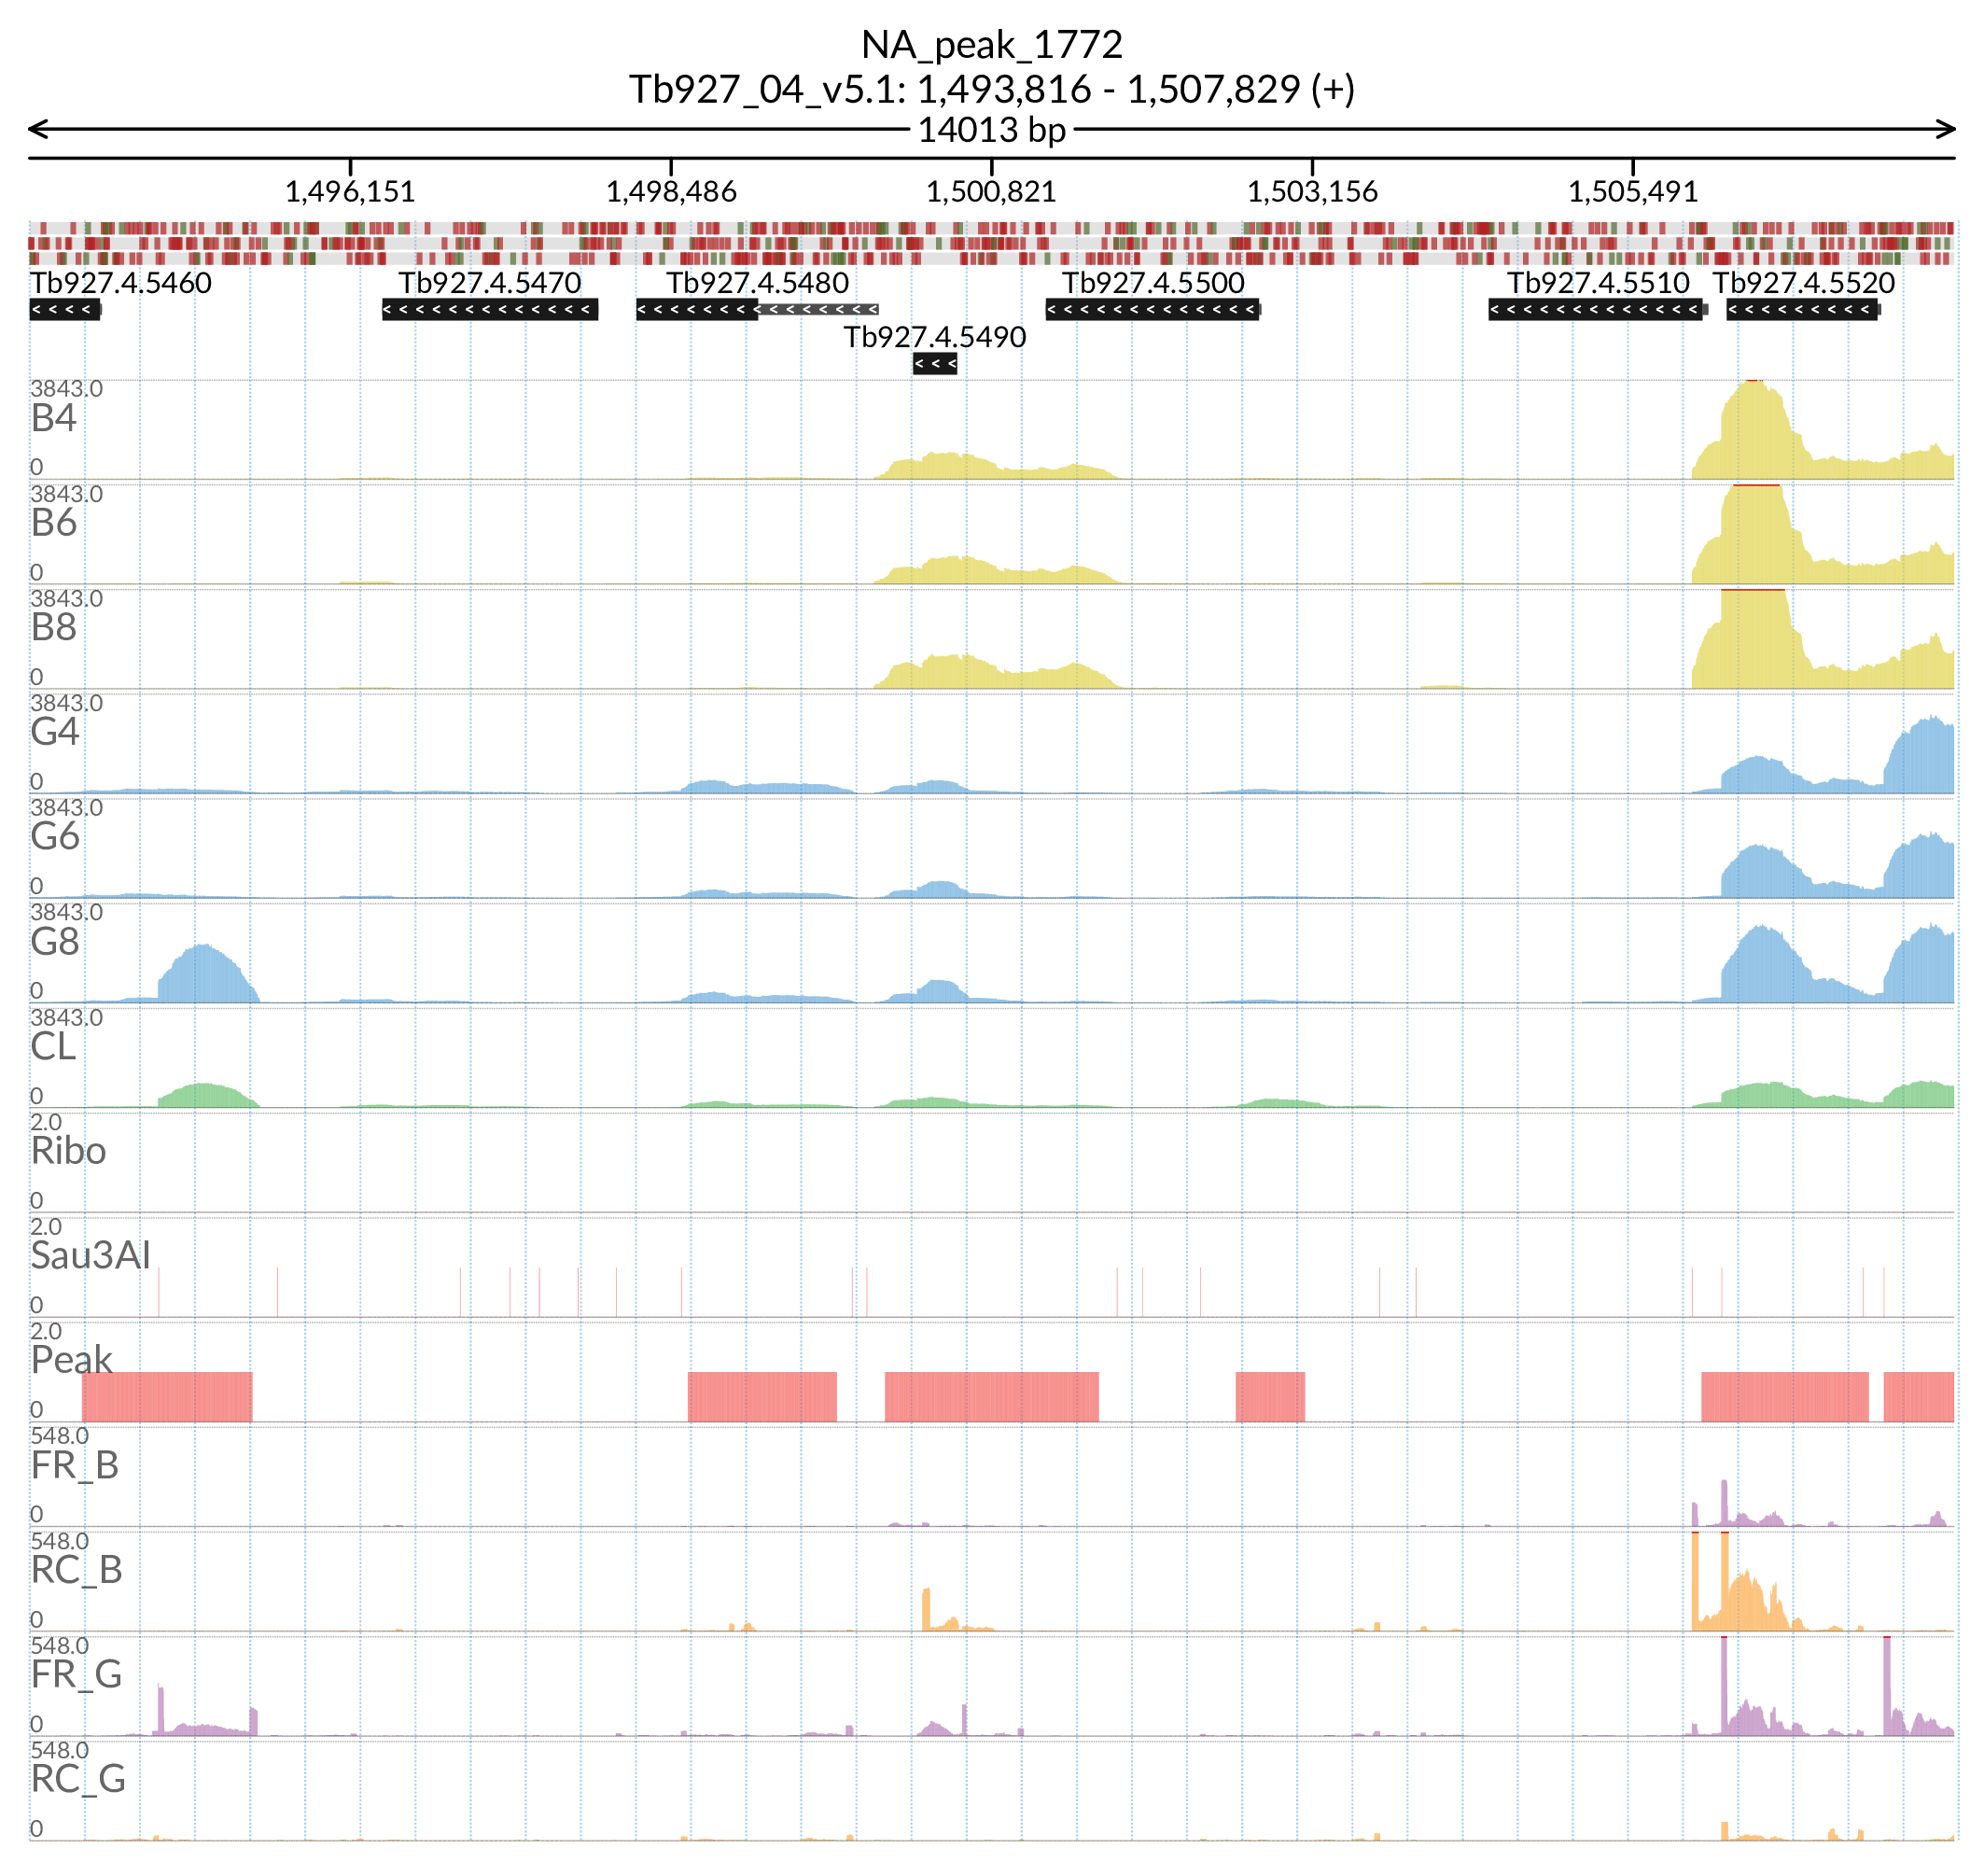 NA_peak_1772
Tb927_04_v5.1: 1,493,816 - 1,507,829 (+)
14013 bp
1,496,151 1,498,486 1,500,821 1,503,156 1,505,491
Tb927.4.5460 Tb927.4.5470 Tb927.4.5480 Tb927.4.5500 Tb927.4.5510 Tb927.4.5520
Tb927.4.5490
3843.0
B4
0
3843.0
B6
0
3843.0
B8
0
3843.0
G4
0
3843.0
G6
0
3843.0
G8
0
3843.0
CL
0
2.0
Ribo
0
2.0
Sau3AI
0
2.0
Peak
0
548.0
FR_B
0
548.0
RC_B
0
548.0
FR_G
0
548.0
RC_G
0